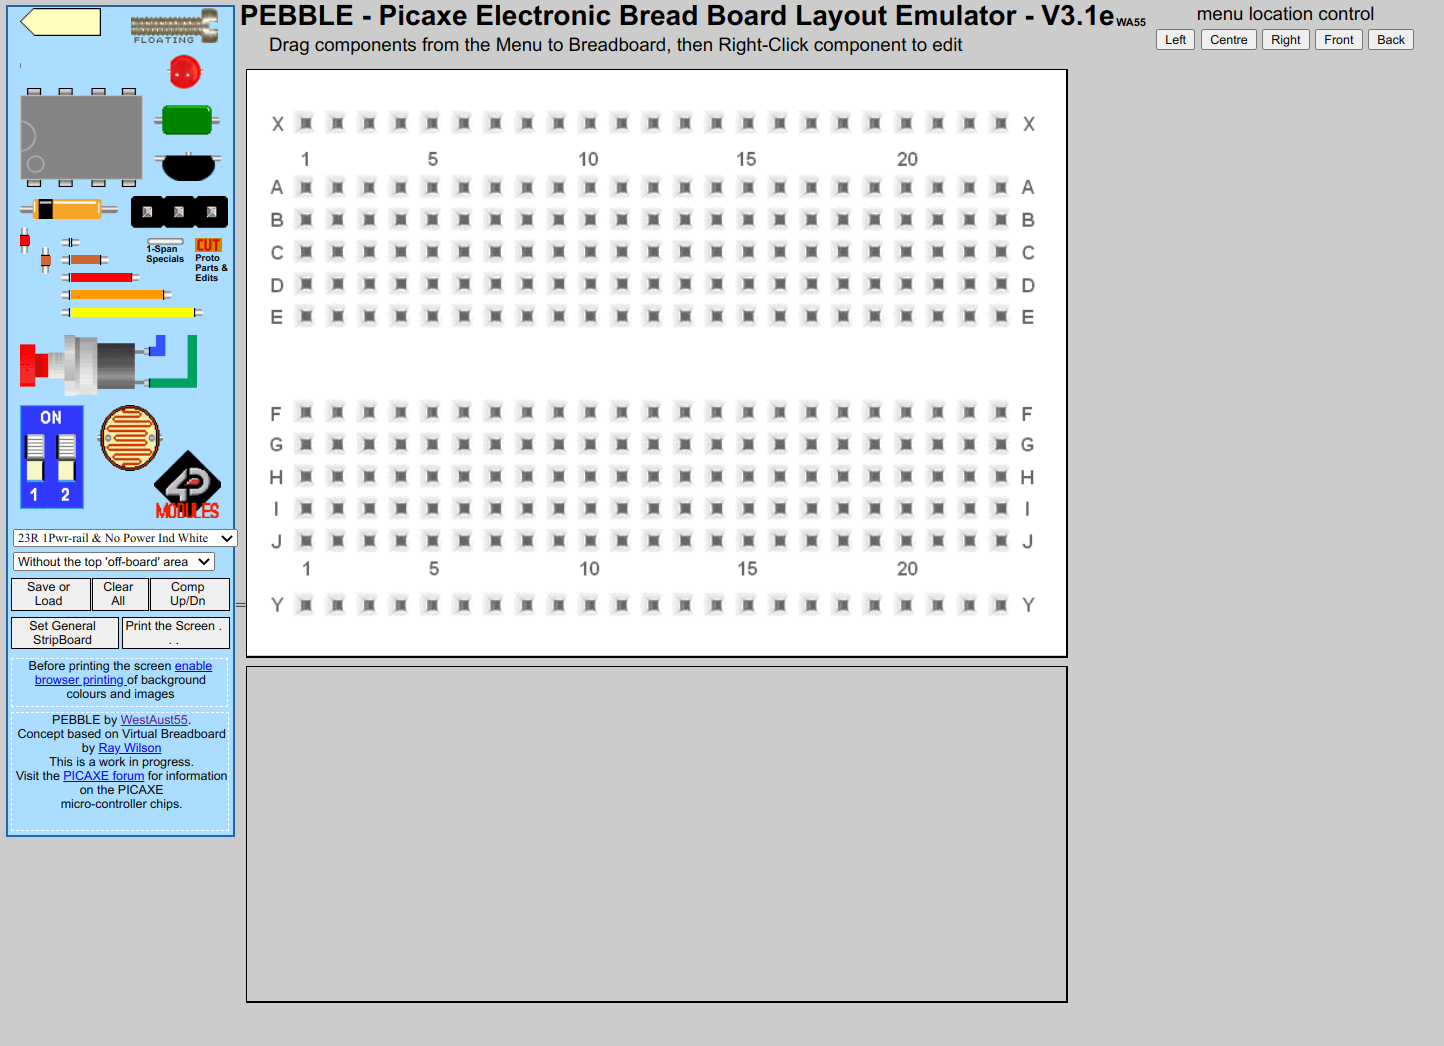 PEBBLE - Picaxe Electronic Bread Board Layout Emulator - V3.1e WA55
Drag components from the Menu to Breadboard, then Right-Click component to edit
menu location control
Left Centre Right Front Back
FLOATING
1-Span
Specials
CUT
Proto
Parts &
Edits
ON
1 2
4D
MODULES
23R 1Pwr-rail & No Power Ind White
Without the top 'off-board' area
Save or
Load
Clear
All
Comp
Up/Dn
Set General
StripBoard
Print the Screen .
. .
Before printing the screen enable
browser printing of background
colours and images
PEBBLE by WestAust55.
Concept based on Virtual Breadboard
by Ray Wilson
This is a work in progress.
Visit the PICAXE forum for information
on the PICAXE
micro-controller chips.
X X
1 5 10 15 20
A A
B B
C C
D D
E E
F F
G G
H H
I I
J J
1 5 10 15 20
Y Y